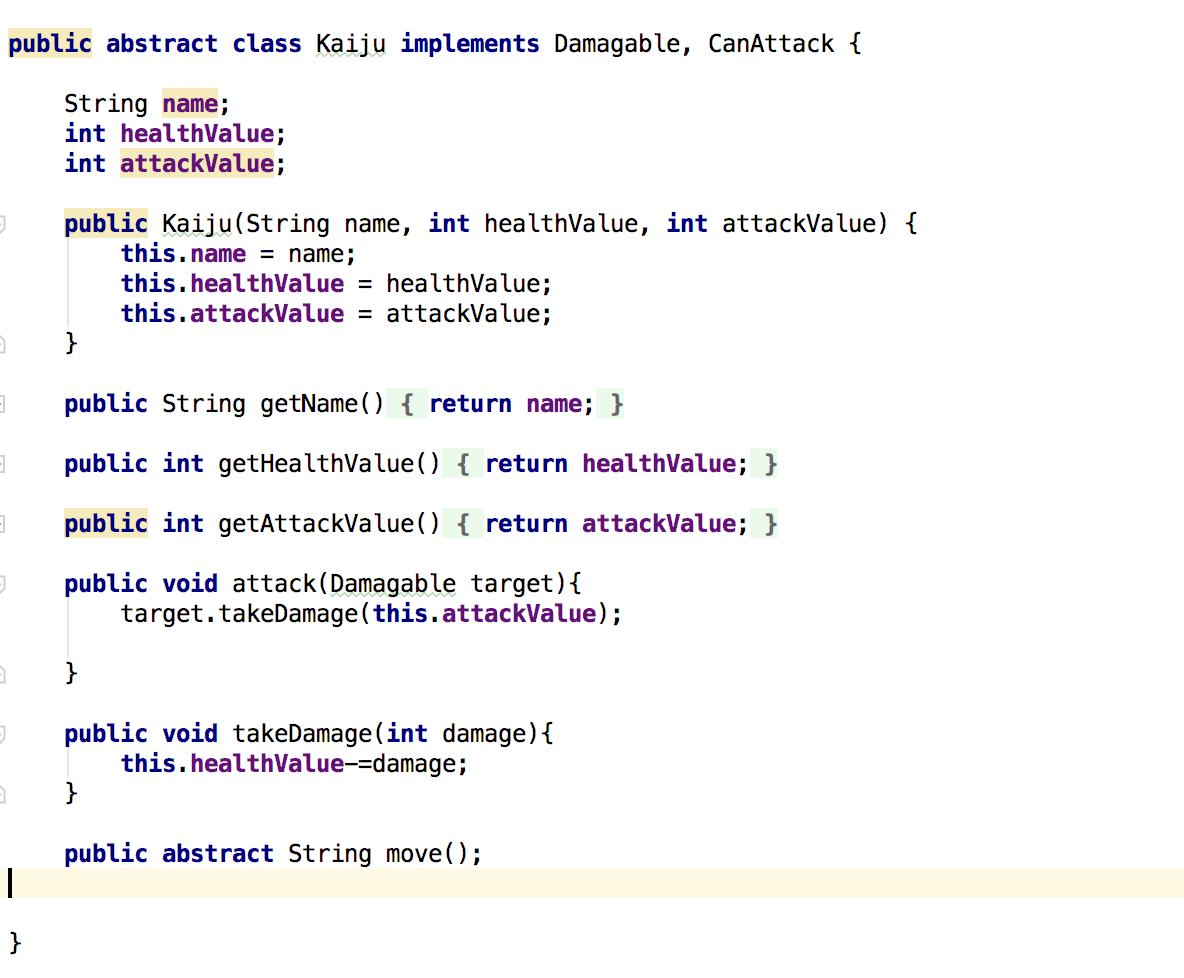 public abstract class Kaiju implements Damagable, CanAttack {
String name;
int healthValue;
int attackValue;
public Kaiju(String name, int healthValue, int attackValue) {
this.name = name;
this.healthValue = healthValue;
this.attackValue = attackValue;
}
public String getName() { return name; }
public int getHealthValue() { return healthValue; }
public int getAttackValue() { return attackValue; }
public void attack(Damagable target){
target.takeDamage(this.attackValue);
}
public void takeDamage(int damage){
this.healthValue-=damage;
}
public abstract String move();
}